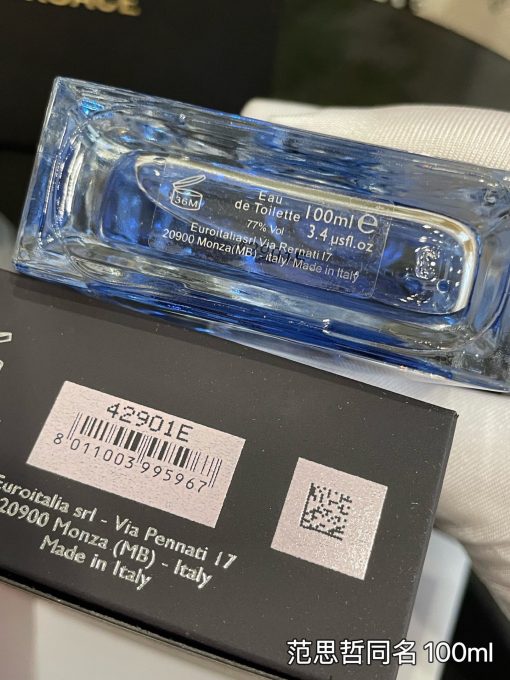 36M
Eau
de Toilette 100ml e
77% Vol 3.4 µsfl.oz
Euroitaliasrl Via Pernati 17
20900 Monza(MB) - italy/ Made in Italy
42901E
8 011003 995967
Euroitalia srl - Via Pennati 17
20900 Monza (MB) - Italy
Made in Italy
范思哲同名 100ml